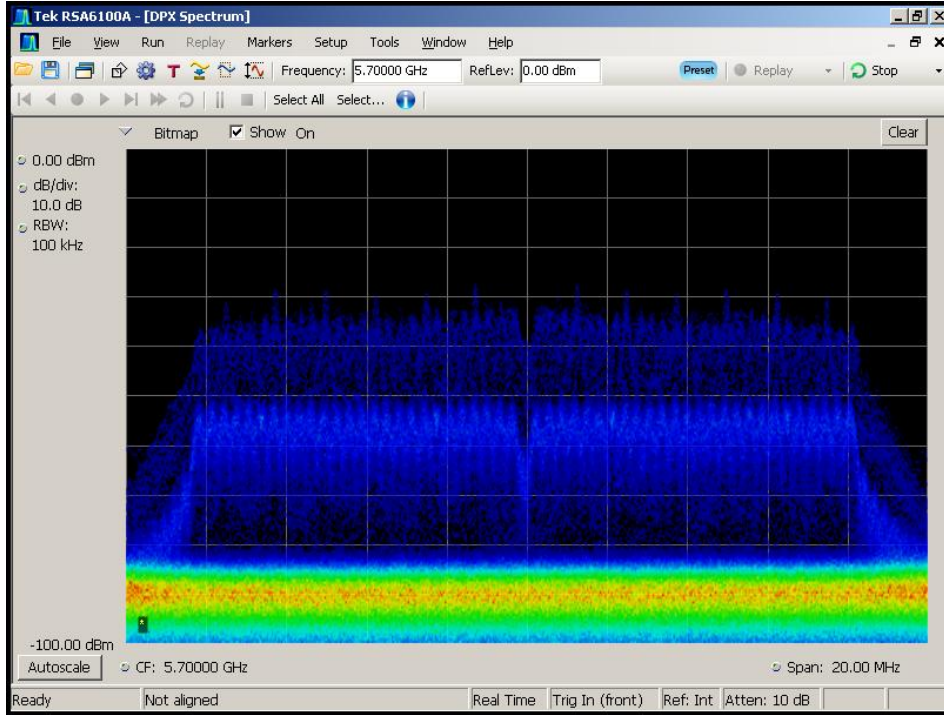 Tek RSA6100A - [DPX Spectrum]
File View Run Replay Markers Setup Tools Window Help
T Frequency: 5.70000 GHz RefLev: 0.00 dBm Preset Replay Stop
Select All Select...
Bitmap Show On Clear
0.00 dBm
dB/div:
10.0 dB
RBW:
100 kHz
-100.00 dBm
Autoscale CF: 5.70000 GHz Span: 20.00 MHz
Ready Not aligned Real Time Trig In (front) Ref: Int Atten: 10 dB